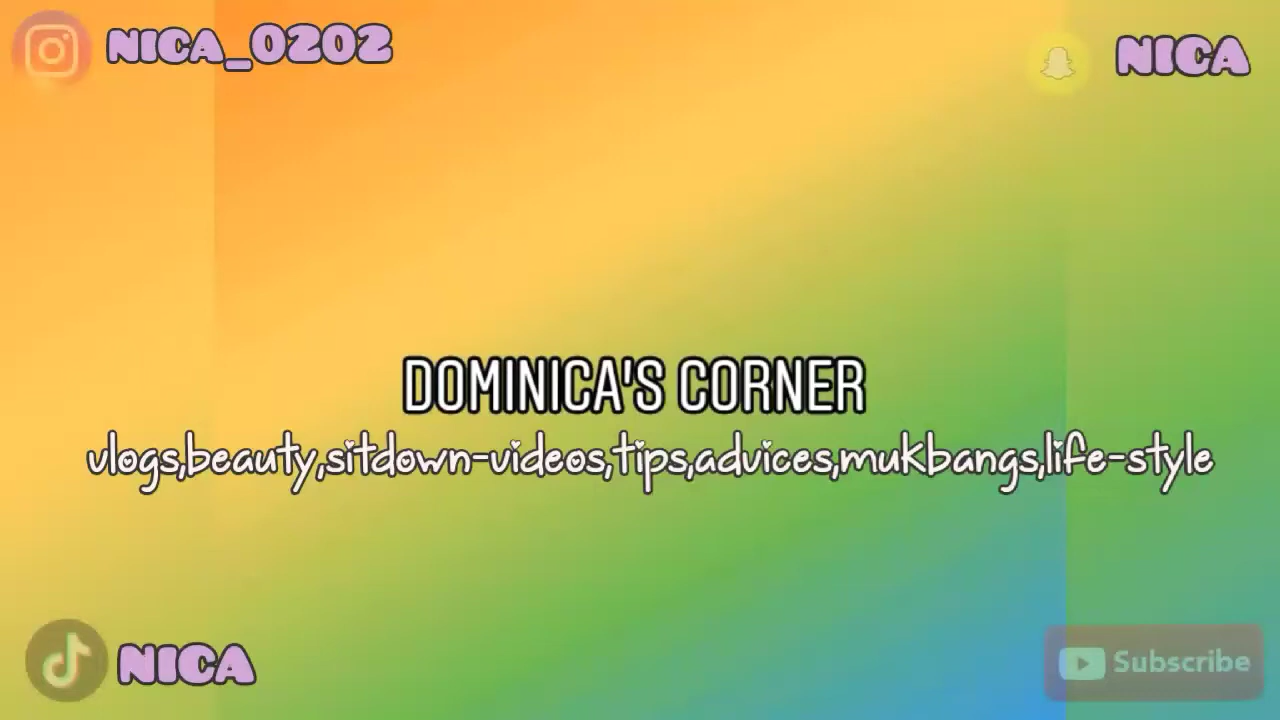 NICA_0202
NICA
DOMINICA'S CORNER
vlogs,beauty,sitdown-videos,tips,advices,mukbangs,life-style
NICA
Subscribe